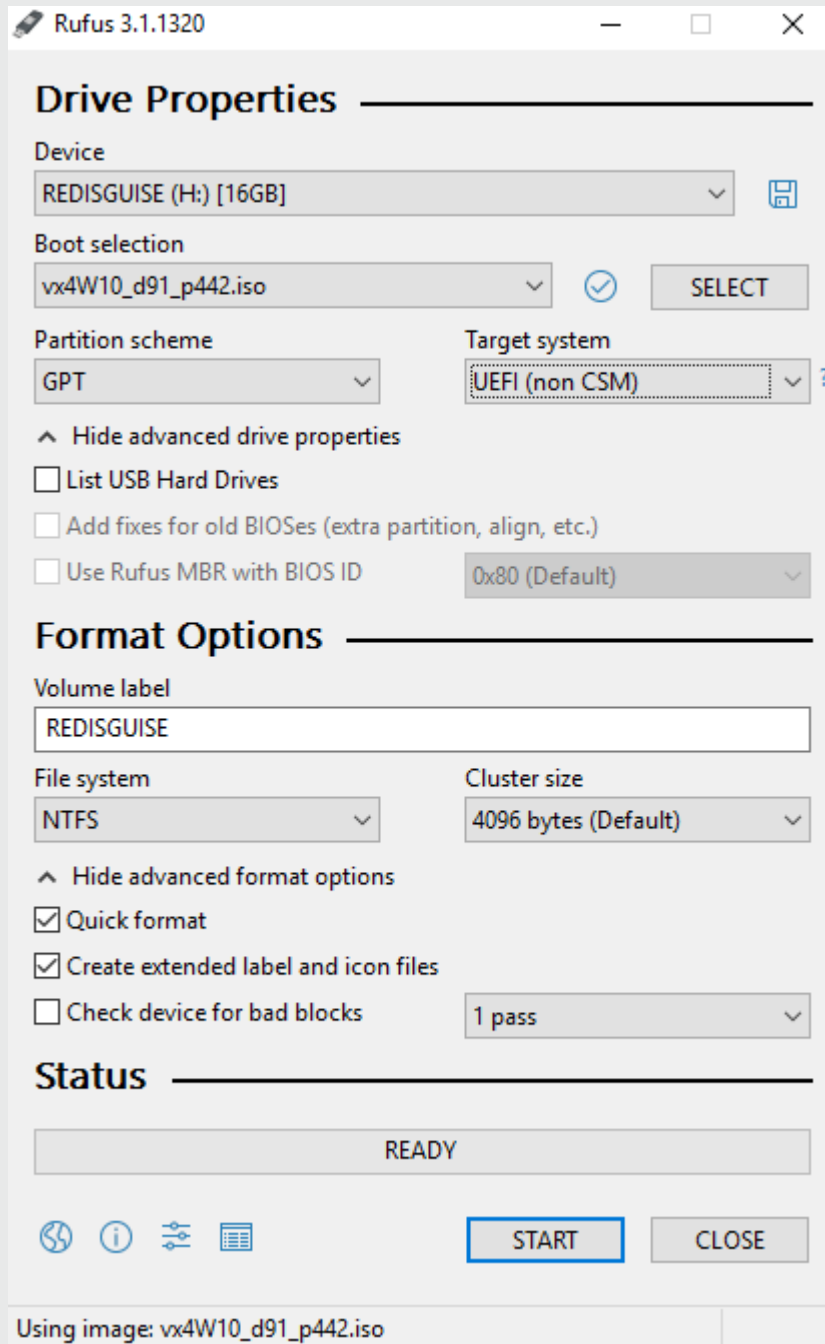 Rufus 3.1.1320
Drive Properties
Device
REDISGUISE (H:) [16GB]
Boot selection
vx4W10_d91_p442.iso
SELECT
Partition scheme
Target system
GPT
UEFI (non CSM)
?
Hide advanced drive properties
List USB Hard Drives
Add fixes for old BIOSes (extra partition, align, etc.)
Use Rufus MBR with BIOS ID
0x80 (Default)
Format Options
Volume label
REDISGUISE
File system
Cluster size
NTFS
4096 bytes (Default)
Hide advanced format options
Quick format
Create extended label and icon files
Check device for bad blocks
1 pass
Status
READY
START
CLOSE
Using image: vx4W10_d91_p442.iso